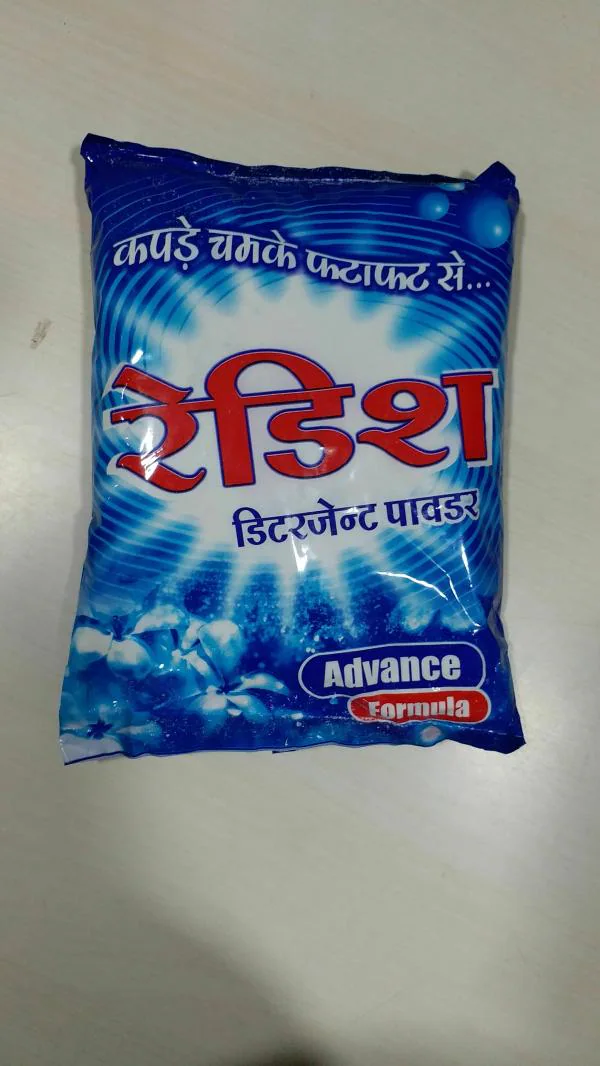 कपड़े चमके फटाफट से...
रेडिश
डिटरजेन्ट पावडर
Advance
Formula